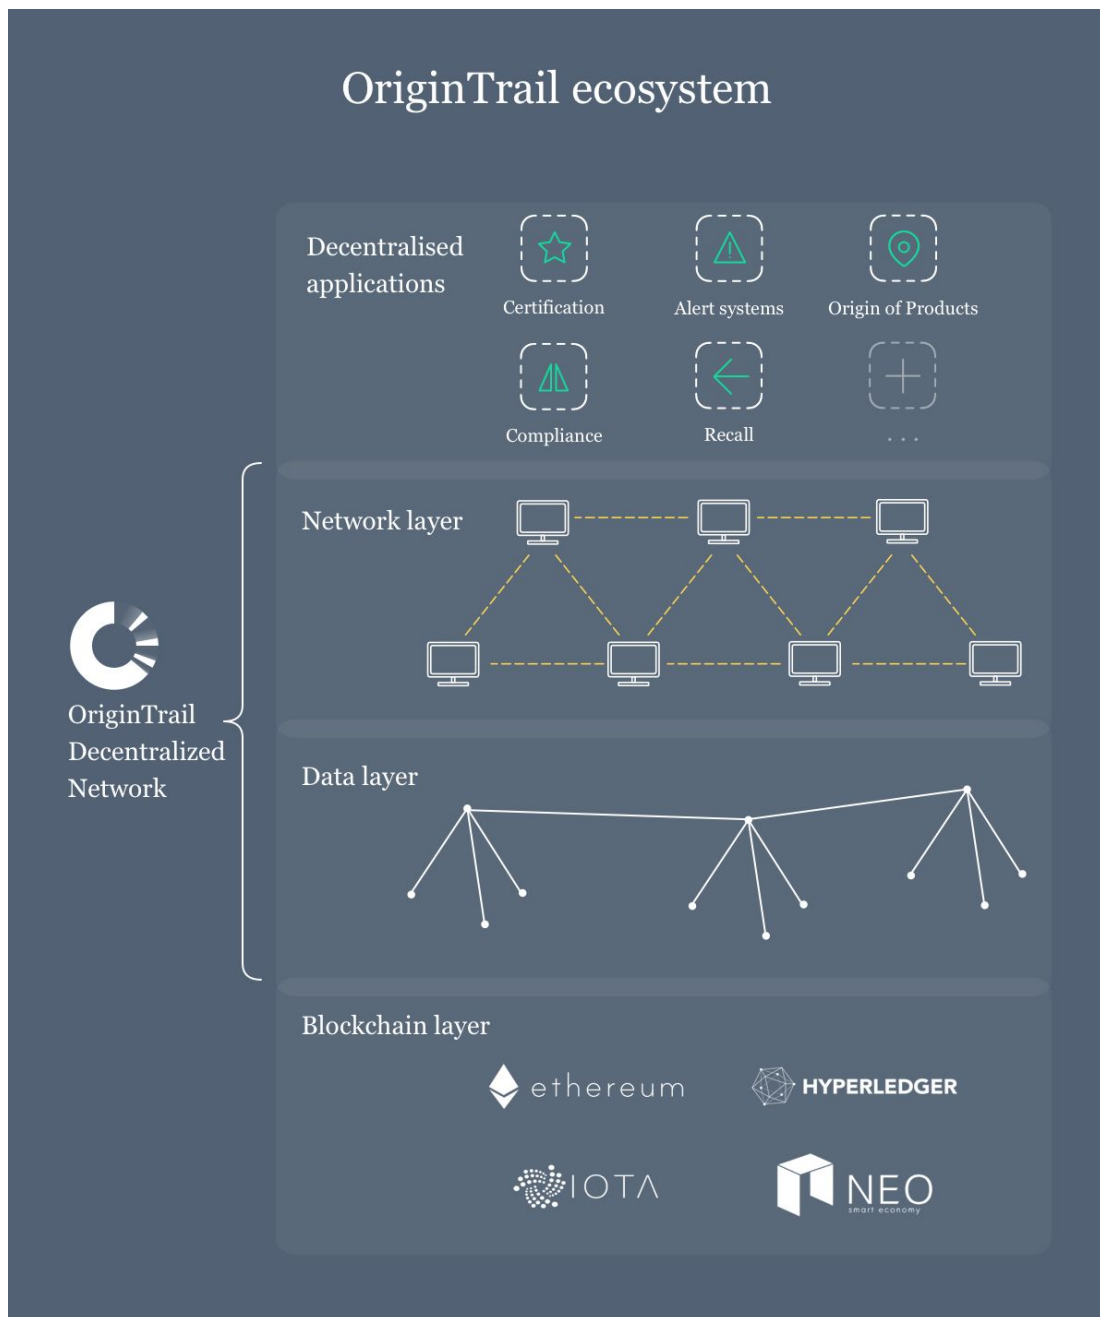 OriginTrail ecosystem
Decentralised
applications
Certification
Alert systems
Origin of Products
Compliance
Recall
. . .
Network layer
OriginTrail
Decentralized
Network
Data layer
Blockchain layer
ethereum
HYPERLEDGER
IOTA
NEO
smart economy